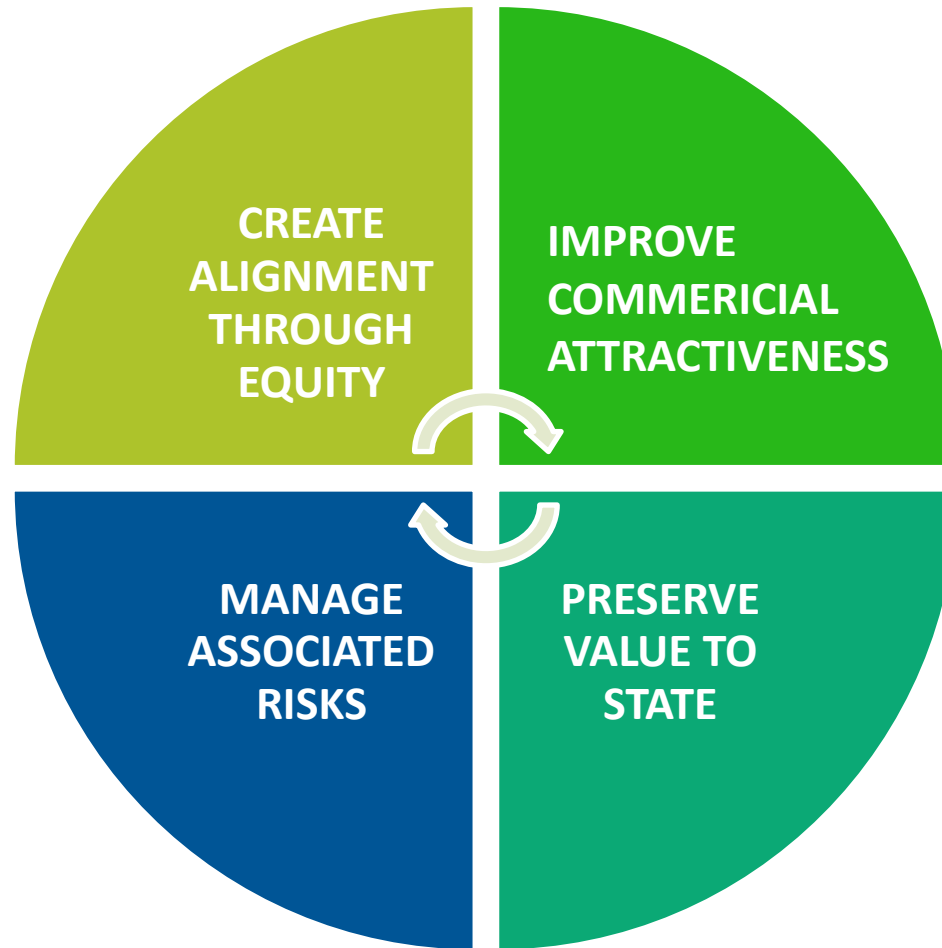 CREATE
ALIGNMENT
THROUGH
EQUITY
IMPROVE
COMMERICIAL
ATTRACTIVENESS
MANAGE
ASSOCIATED
RISKS
PRESERVE
VALUE TO
STATE